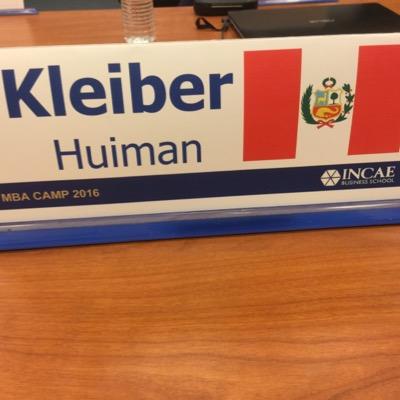 Kleiber
Huiman
MBA CAMP 2016
INCAE
BUSINESS SCHOOL